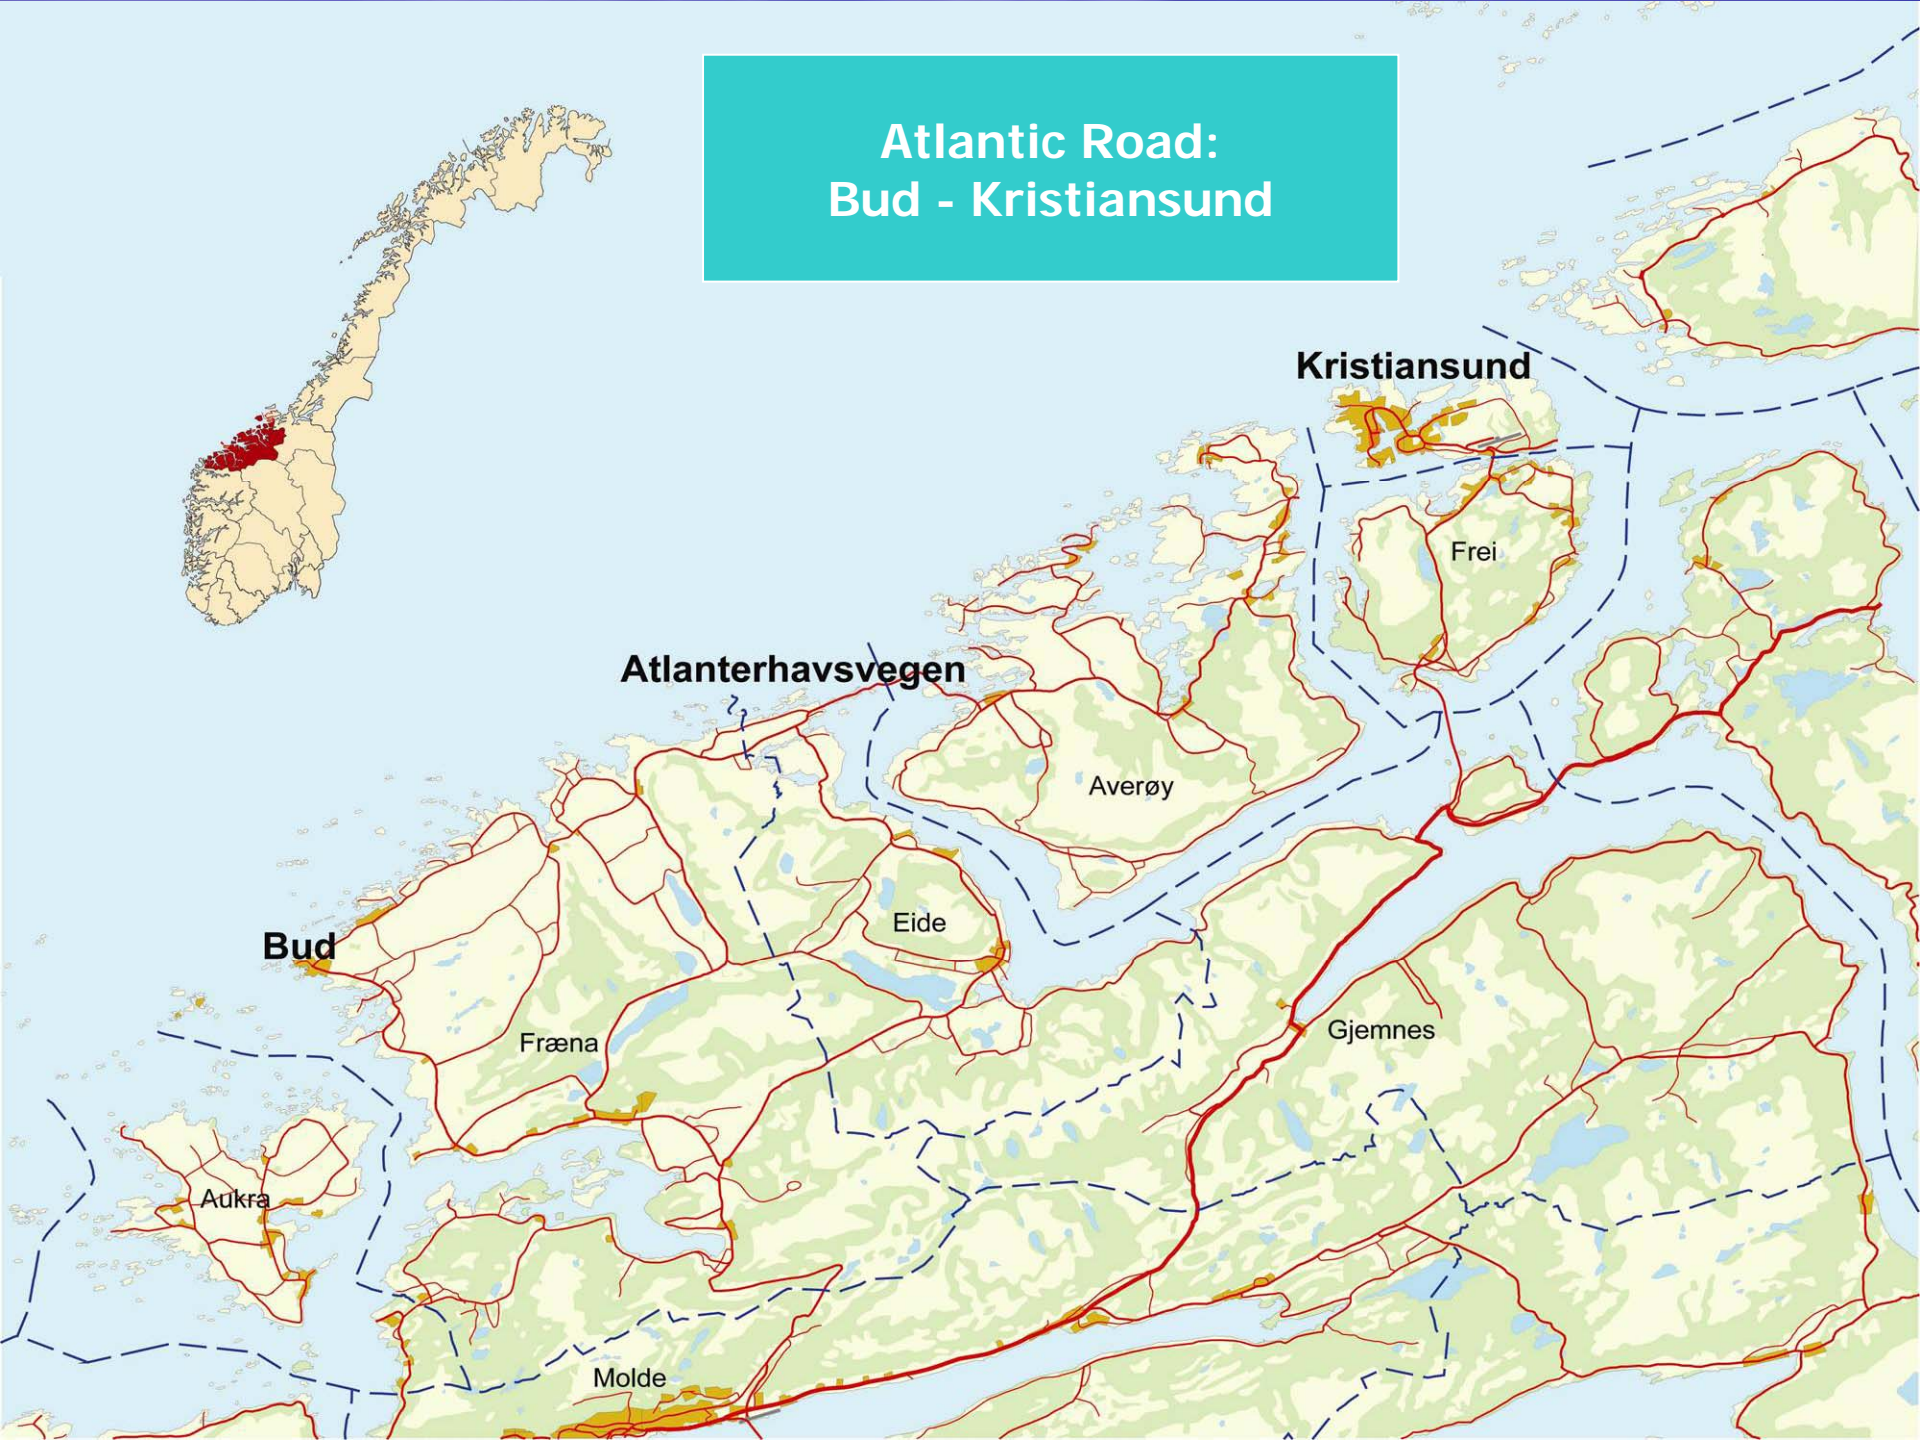 Atlantic Road:
Bud - Kristiansund
Kristiansund
Frei
Atlanterhavsvegen
Averøy
Eide
Bud
Fræna
Gjemnes
Aukra
Molde